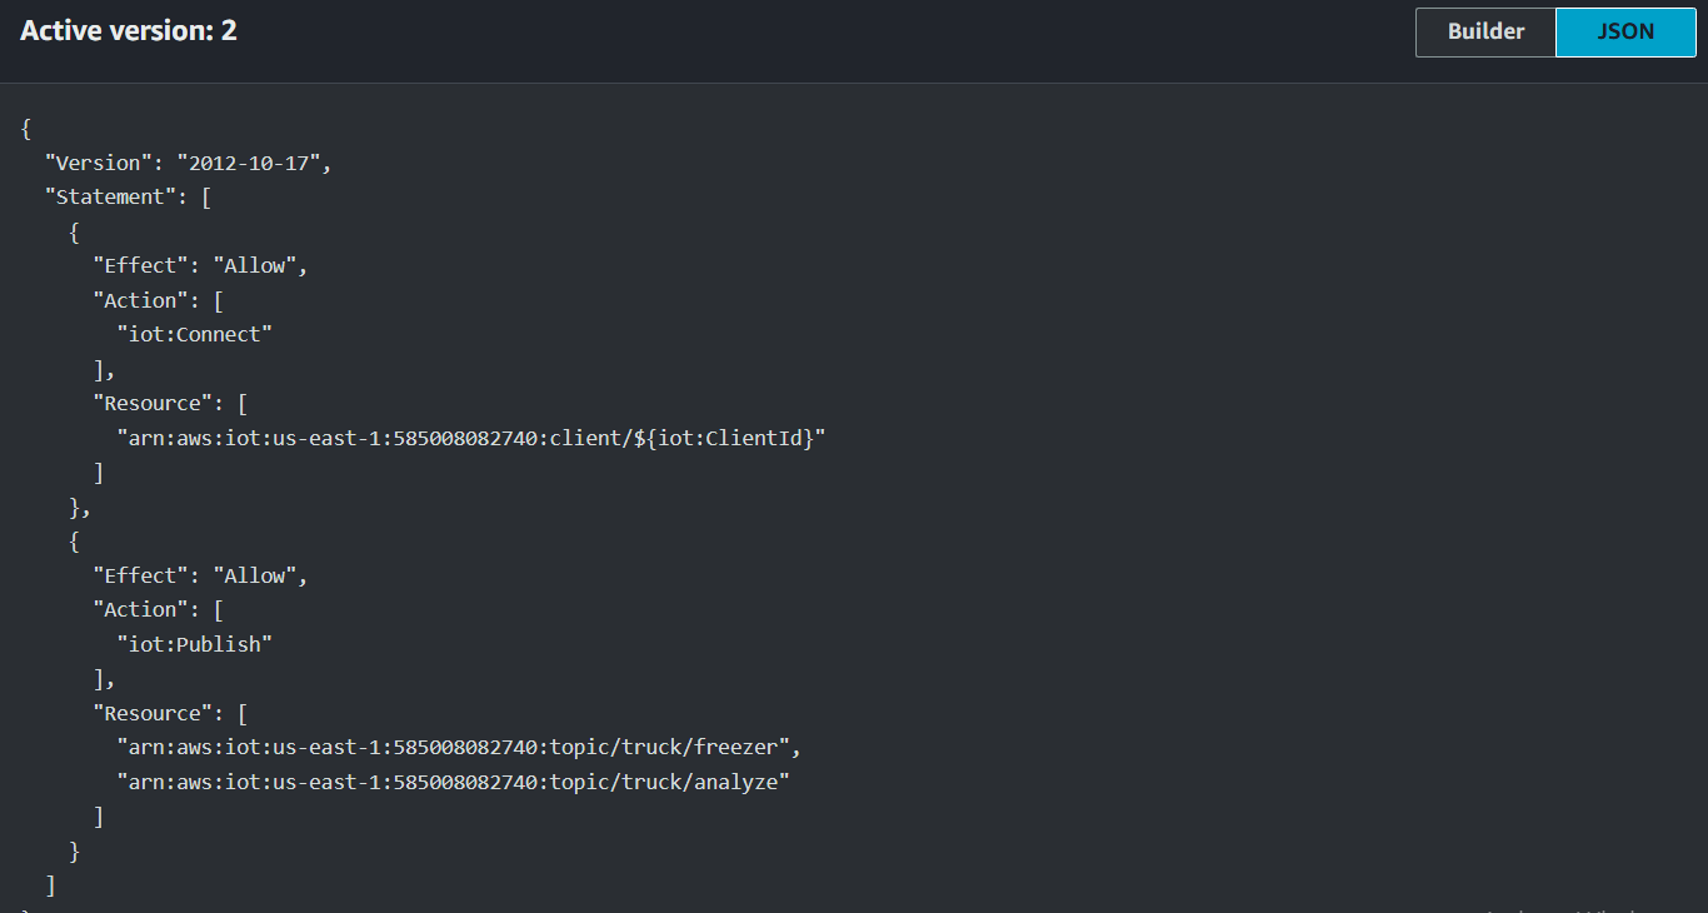 Active version: 2
Builder
JSON
{
"Version": "2012-10-17",
"Statement": [
{
"Effect": "Allow",
"Action": [
"iot:Connect"
],
"Resource": [
"arn:aws:iot:us-east-1:585008082740:client/${iot:ClientId}"
]
},
{
"Effect": "Allow",
"Action": [
"iot:Publish"
],
"Resource": [
"arn:aws:iot:us-east-1:585008082740:topic/truck/freezer",
"arn:aws:iot:us-east-1:585008082740:topic/truck/analyze"
]
}
]